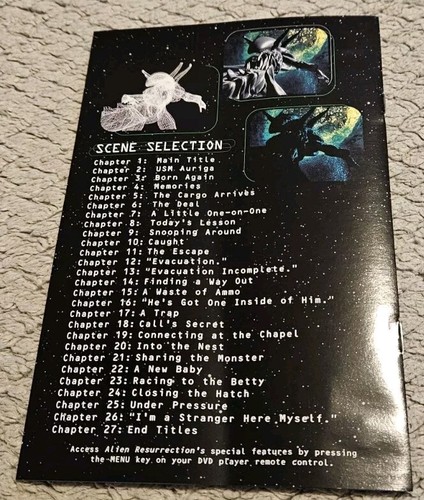 SCENE SELECTION
Chapter 1: Main Title
Chapter 2: USM Auriga
Chapter 3: Born Again
Chapter 4: Memories
Chapter 5: The Cargo Arrives
Chapter 6: The Deal
Chapter 7: A Little One-on-One
Chapter 8: Today's Lesson
Chapter 9: Snooping Around
Chapter 10: Caught
Chapter 11: The Escape
Chapter 12: "Evacuation."
Chapter 13: "Evacuation Incomplete."
Chapter 14: Finding a Way Out
Chapter 15: A Waste of Ammo
Chapter 16: "He's Got One Inside of Him."
Chapter 17: A Trap
Chapter 18: Call's Secret
Chapter 19: Connecting at the Chapel
Chapter 20: Into the Nest
Chapter 21: Sharing the Monster
Chapter 22: A New Baby
Chapter 23: Racing to the Betty
Chapter 24: Closing the Hatch
Chapter 25: Under Pressure
Chapter 26: "I'm a Stranger Here Myself."
Chapter 27: End Titles
Access Alien Resurrection's special features by pressing
the MENU key on your DVD player remote control.